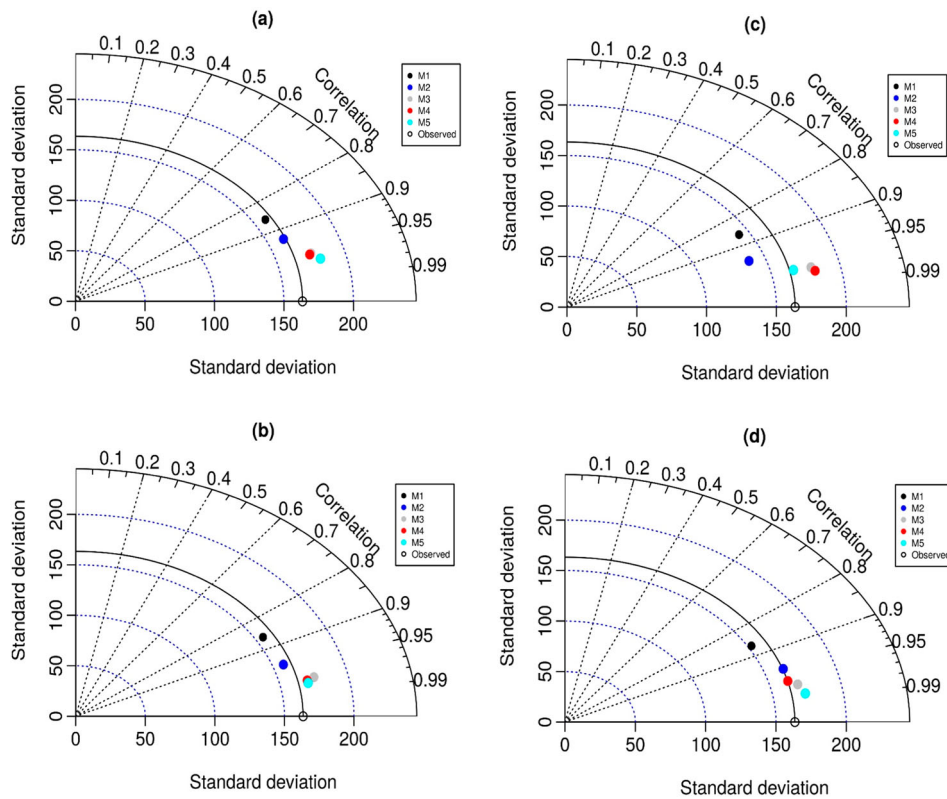 (a)
0.1 0.2 0.3 0.4 0.5 0.6 0.7 0.8 0.9 0.95 0.99
Correlation
M1
M2
M3
M4
M5
Observed
Standard deviation
200
150
100
50
0
0 50 100 150 200
Standard deviation
(c)
0.1 0.2 0.3 0.4 0.5 0.6 0.7 0.8 0.9 0.95 0.99
Correlation
M1
M2
M3
M4
M5
Observed
Standard deviation
200
150
100
50
0
0 50 100 150 200
Standard deviation
(b)
0.1 0.2 0.3 0.4 0.5 0.6 0.7 0.8 0.9 0.95 0.99
Correlation
M1
M2
M3
M4
M5
Observed
Standard deviation
200
150
100
50
0
0 50 100 150 200
Standard deviation
(d)
0.1 0.2 0.3 0.4 0.5 0.6 0.7 0.8 0.9 0.95 0.99
Correlation
M1
M2
M3
M4
M5
Observed
Standard deviation
200
150
100
50
0
0 50 100 150 200
Standard deviation